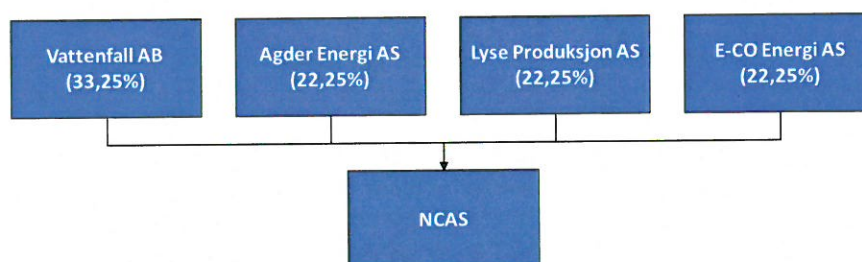 Vattenfall AB
(33,25%)
Agder Energi AS
(22,25%)
Lyse Produksjon AS
(22,25%)
E-CO Energi AS
(22,25%)
NCAS